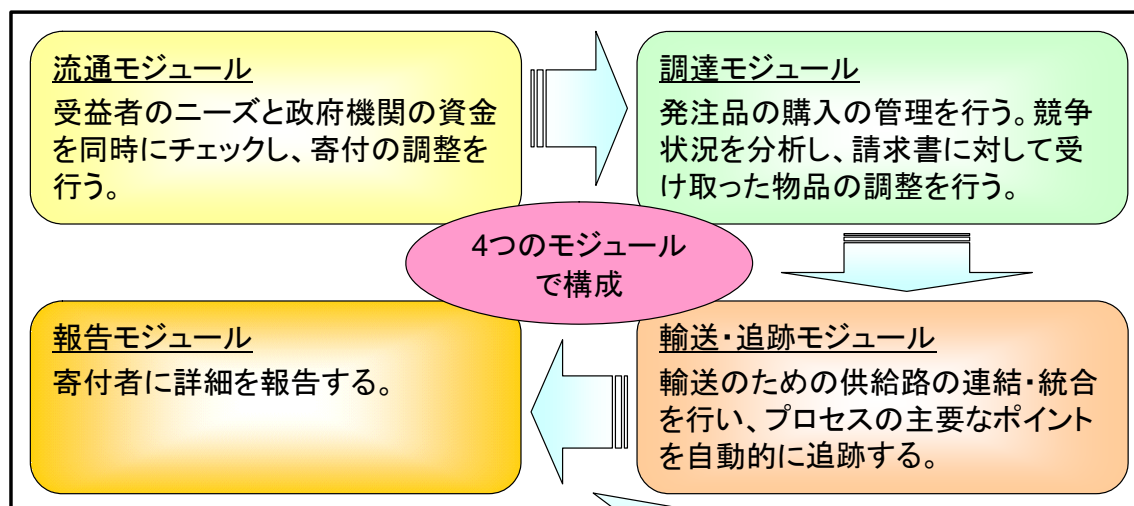 流通モジュール
受益者のニーズと政府機関の資金
を同時にチェックし、寄付の調整を
行う。
調達モジュール
発注品の購入の管理を行う。競争
状況を分析し、請求書に対して受
け取った物品の調整を行う。
4つのモジュール
で構成
報告モジュール
寄付者に詳細を報告する。
輸送・追跡モジュール
輸送のための供給路の連結・統合
を行い、プロセスの主要なポイント
を自動的に追跡する。